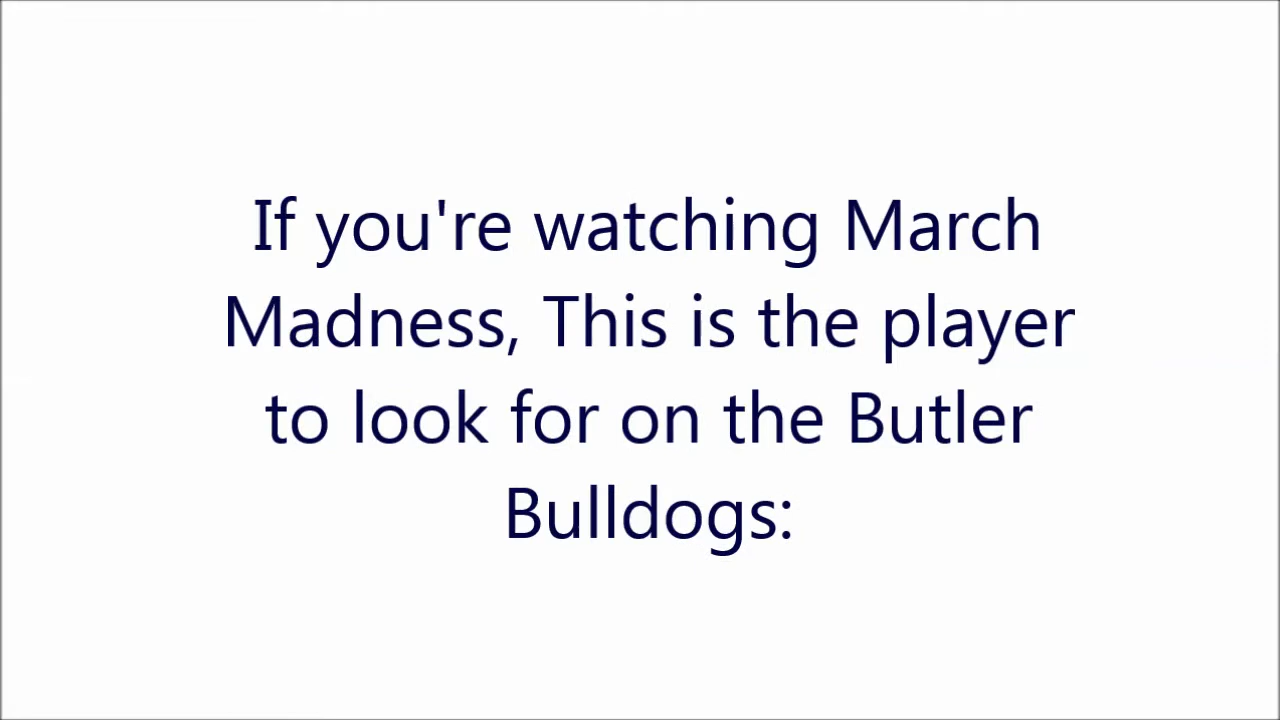 If you're watching March
Madness, This is the player
to look for on the Butler
Bulldogs: